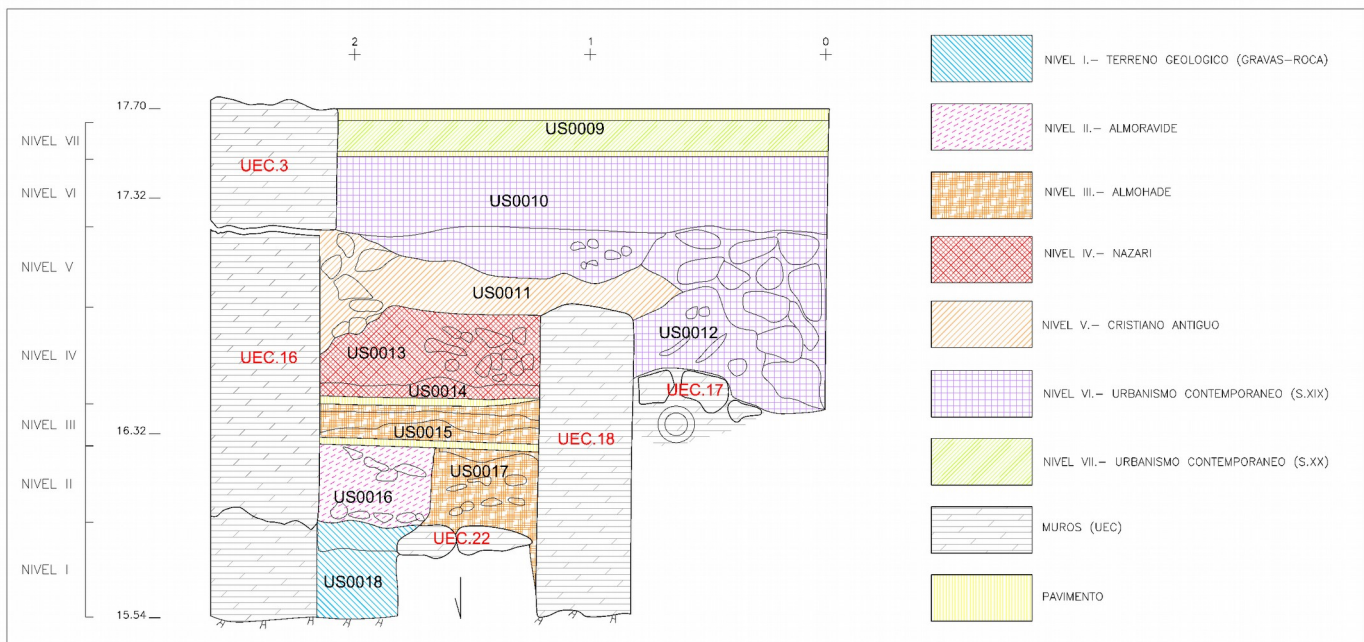 2
1
0
17.70
NIVEL VII
US0009
UEC.3
NIVEL VI
17.32
US0010
NIVEL V
US0011
US0012
NIVEL IV
UEC.16
US0013
US0014
UEC.17
NIVEL III
16.32
US0015
UEC.18
NIVEL II
US0016
US0017
UEC.22
NIVEL I
US0018
15.54
NIVEL I.- TERRENO GEOLOGICO (GRAVAS-ROCA)
NIVEL II.- ALMORAVIDE
NIVEL III.- ALMOHADE
NIVEL IV.- NAZARI
NIVEL V.- CRISTIANO ANTIGUO
NIVEL VI.- URBANISMO CONTEMPORANEO (S.XIX)
NIVEL VII.- URBANISMO CONTEMPORANEO (S.XX)
MUROS (UEC)
PAVIMENTO